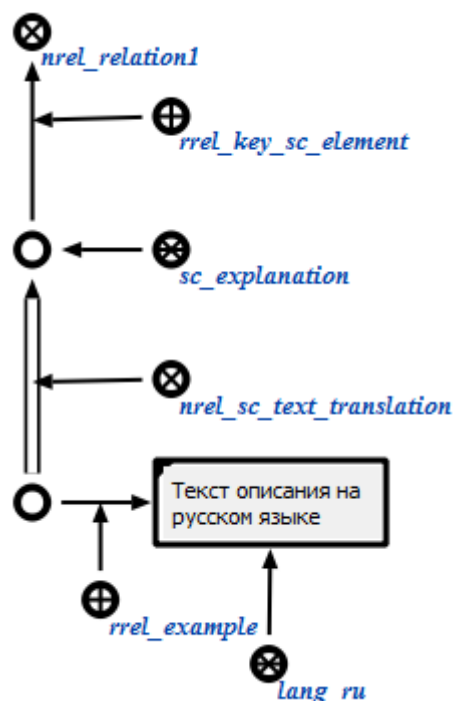 nrel_relation1
rrel_key_sc_element
sc_explanation
nrel_sc_text_translation
Текст описания на
русском языке
rrel_example
lang_ru